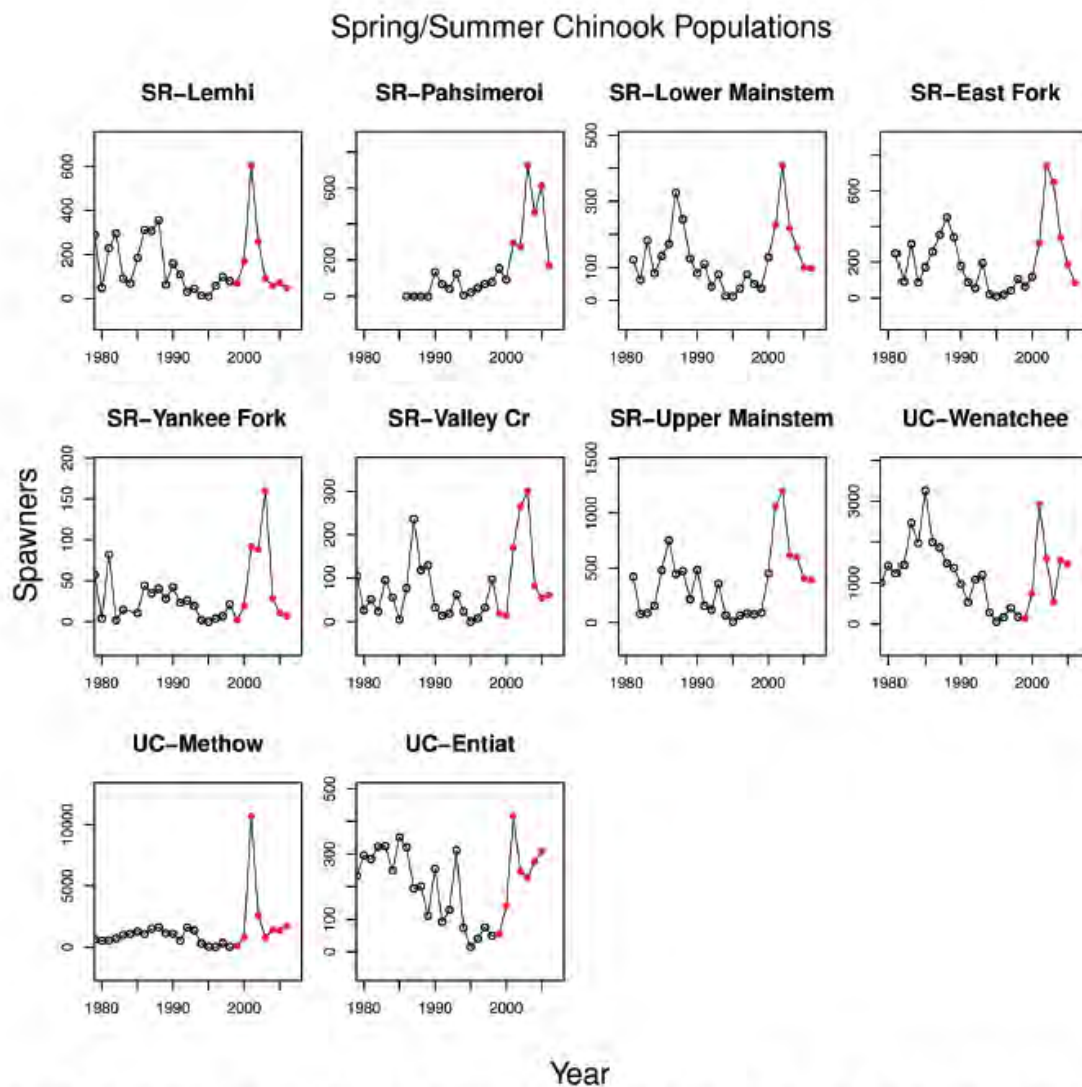 Spring/Summer Chinook Populations
SR-Lemhi SR-Pahsimeroi SR-Lower Mainstem SR-East Fork
0 200 400 600
1980 1990 2000
0 200 600
1980 1990 2000
0 100 300 500
1980 1990 2000
0 200 600
1980 1990 2000
Spawners
SR-Yankee Fork SR-Valley Cr SR-Upper Mainstem UC-Wenatchee
0 50 100 150 200
1980 1990 2000
0 100 200 300
1980 1990 2000
0 500 1000 1500
1980 1990 2000
0 1000 3000
1980 1990 2000
UC-Methow UC-Entiat
0 5000 10000
1980 1990 2000
0 100 300 500
1980 1990 2000
Year